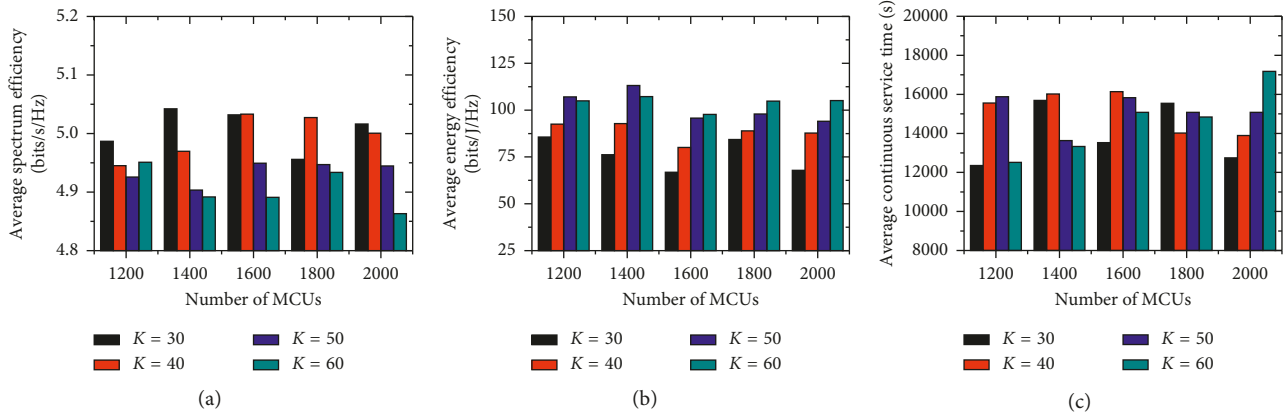 Average spectrum efficiency
(bits/s/Hz)
5.2
5.1
5.0
4.9
4.8
1200 1400 1600 1800 2000
Number of MCUs
K = 30 K = 50
K = 40 K = 60
(a)
Average energy efficiency
(bits/J/Hz)
150
125
100
75
50
25
1200 1400 1600 1800 2000
Number of MCUs
K = 30 K = 50
K = 40 K = 60
(b)
Average continuous service time (s)
20000
18000
16000
14000
12000
10000
8000
1200 1400 1600 1800 2000
Number of MCUs
K = 30 K = 50
K = 40 K = 60
(c)